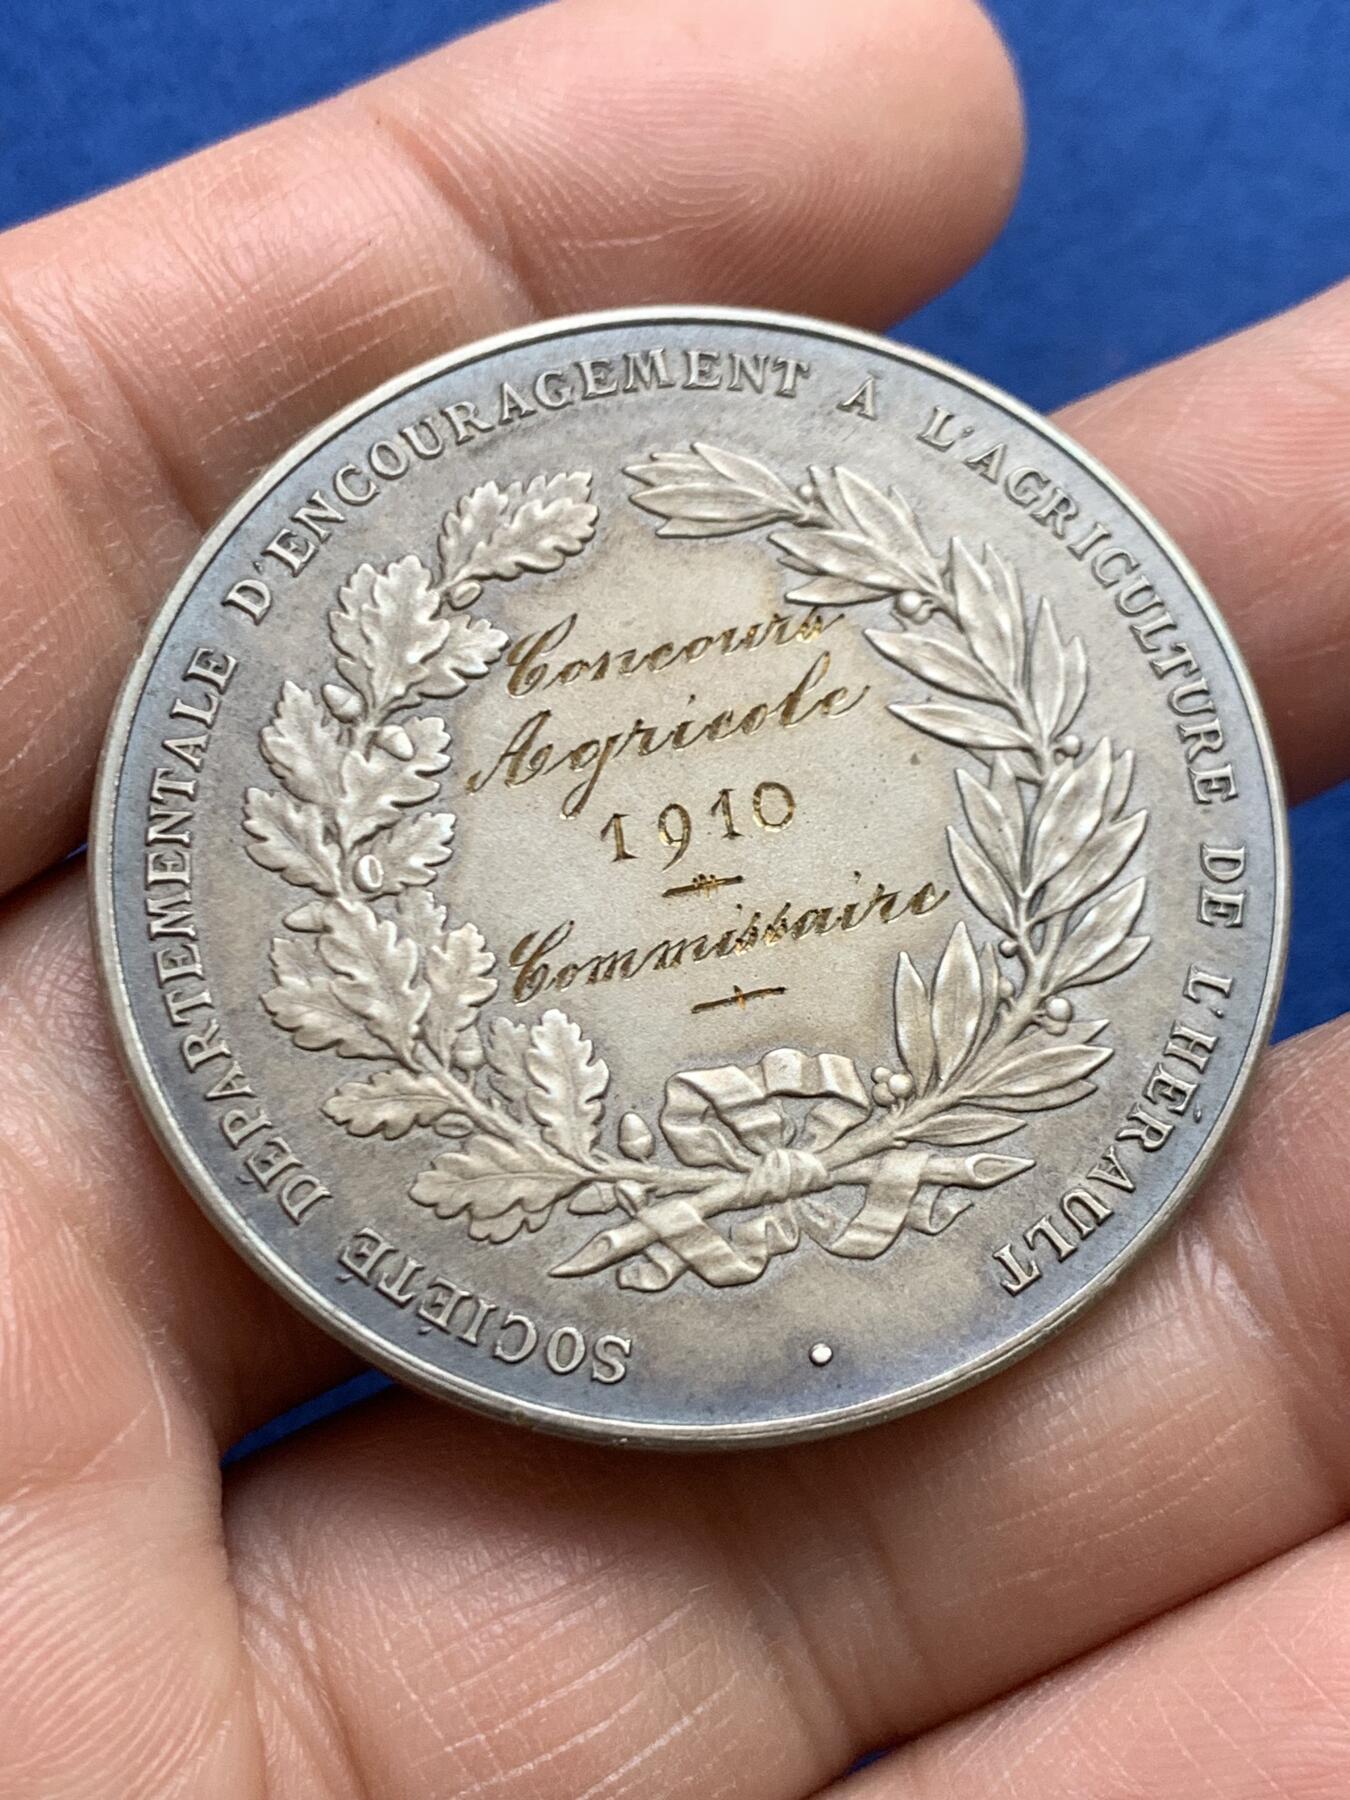 SOCIÉTÉ DÉPARTEMENTALE D'ENCOURAGEMENT À L'AGRICULTURE DE L'HÉRAULT
Concours
Agricole
1910
Commissaire